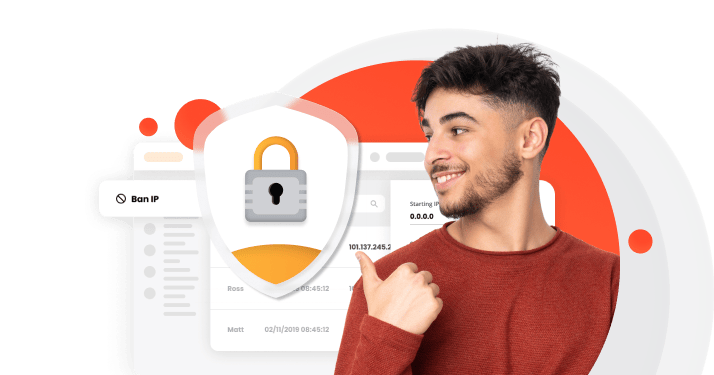 Ban IP
Starting IP
0.0.0.0
101.137.245.2
Ross 08:45:12
Matt 02/11/2019 08:45:12